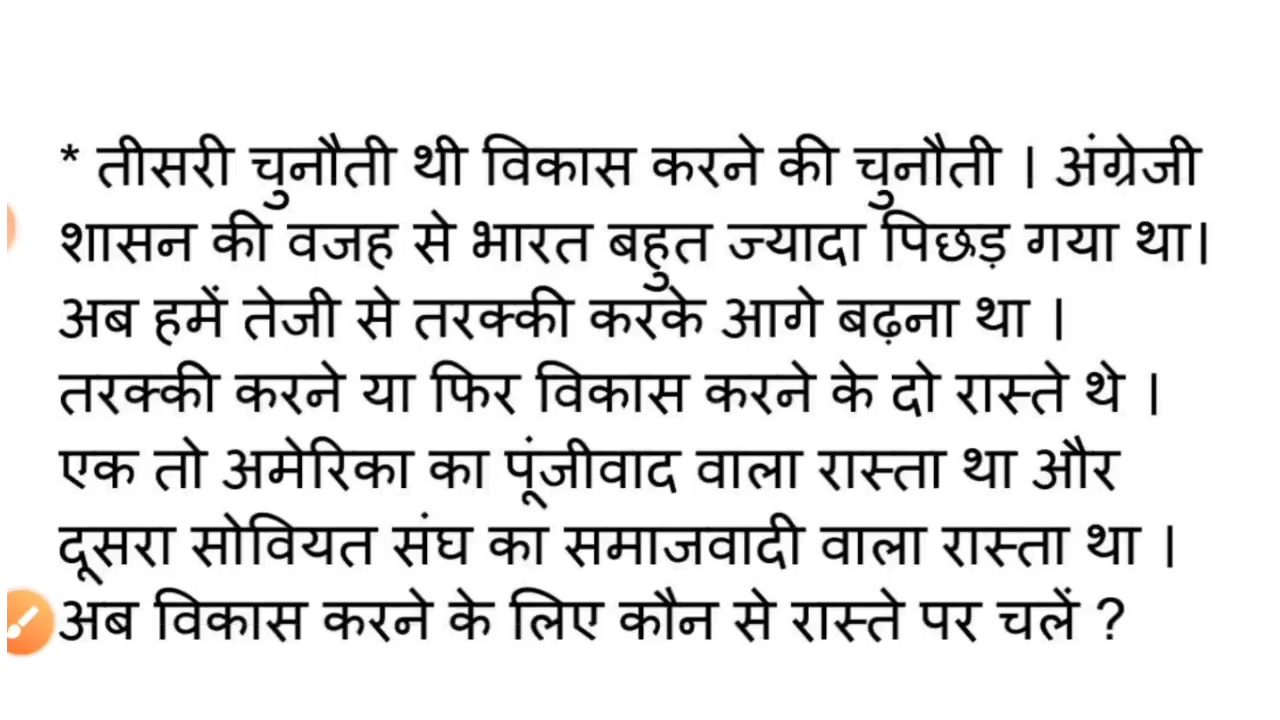 * तीसरी चुनौती थी विकास करने की चुनौती । अंग्रेजी
शासन की वजह से भारत बहुत ज्यादा पिछड़ गया था।
अब हमें तेजी से तरक्की करके आगे बढ़ना था ।
तरक्की करने या फिर विकास करने के दो रास्ते थे ।
एक तो अमेरिका का पूंजीवाद वाला रास्ता था और
दूसरा सोवियत संघ का समाजवादी वाला रास्ता था ।
अब विकास करने के लिए कौन से रास्ते पर चलें ?